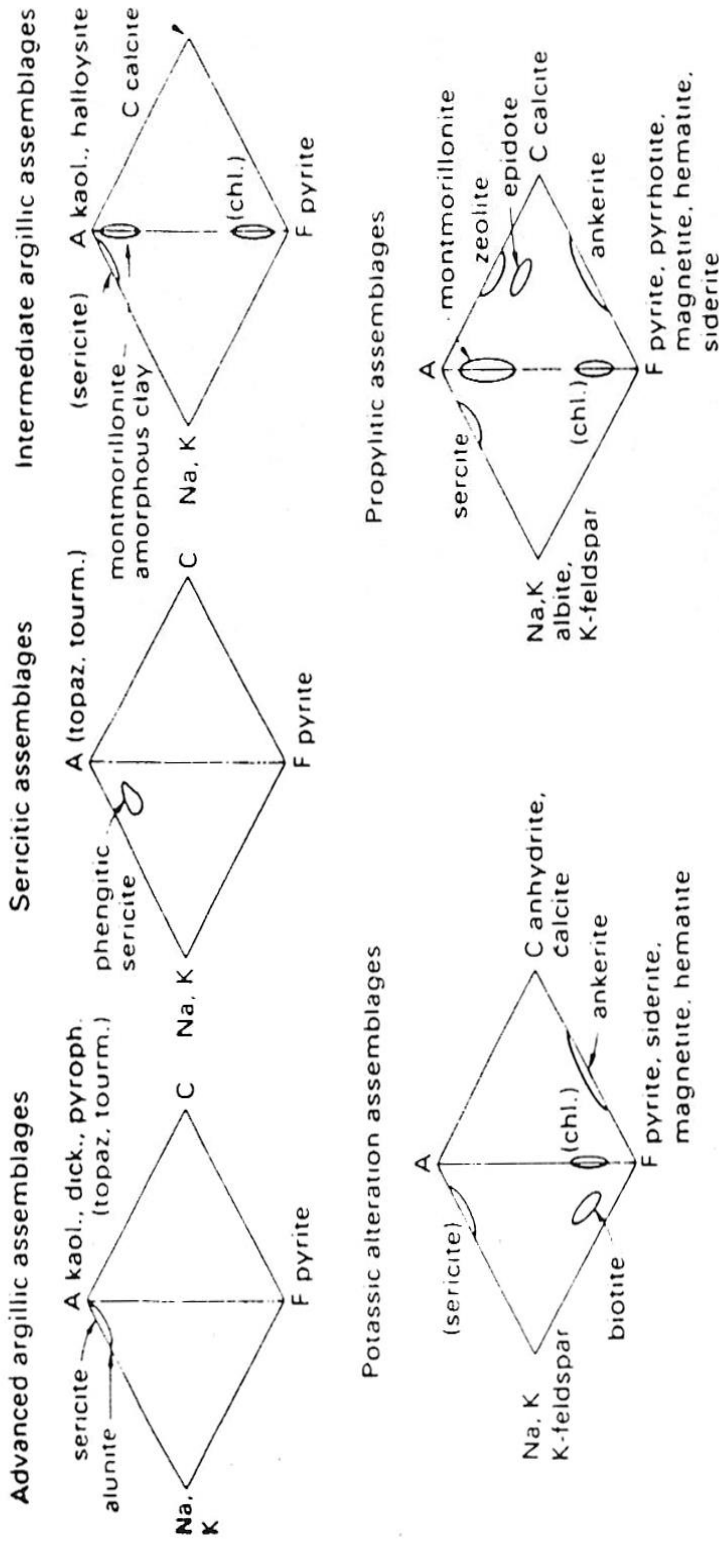 Advanced argillic assemblages
A kaol., dick., pyroph.
(topaz, tourm.)
sericite
alunite
Na,
K
C
F pyrite
Sericitic assemblages
A (topaz, tourm.)
phengitic
sericite
Na, K
C
F pyrite
Intermediate argillic assemblages
A kaol., halloysite
(sericite)
C calcite
montmorillonite
amorphous clay
(chl.)
Na, K
F pyrite
Potassic alteration assemblages
A
(sericite)
C anhydrite,
calcite
Na, K
K-feldspar
(chl.)
ankerite
biotite
F pyrite, siderite,
magnetite, hematite
Propylitic assemblages
A
montmorillonite
zeolite
epidote
sercite
C calcite
Na,K
albite,
K-feldspar
(chl.)
ankerite
F pyrite, pyrrhotite,
magnetite, hematite,
siderite